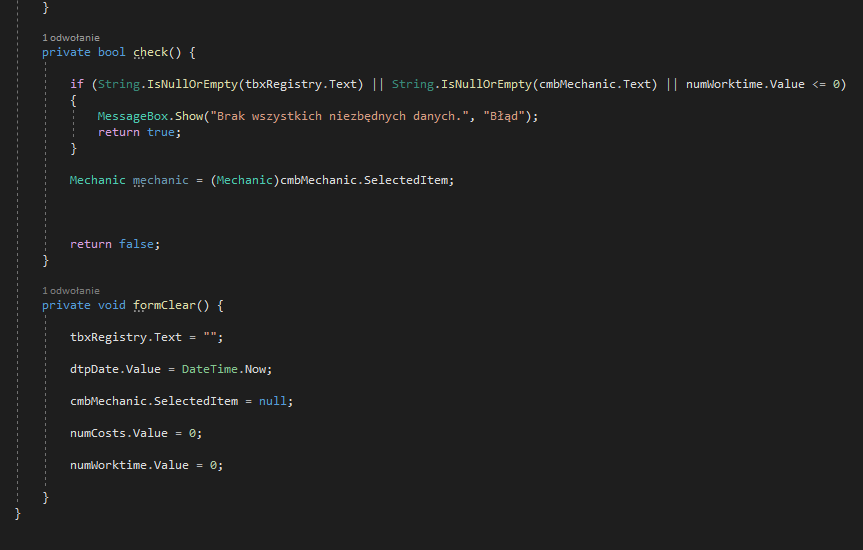 }
1 odwołanie
private bool check() {
if (String.IsNullOrEmpty(tbxRegistry.Text) || String.IsNullOrEmpty(cmbMechanic.Text) || numWorktime.Value <= 0)
{
MessageBox.Show("Brak wszystkich niezbędnych danych.", "Błąd");
return true;
}
Mechanic mechanic = (Mechanic)cmbMechanic.SelectedItem;
return false;
}
1 odwołanie
private void formClear() {
tbxRegistry.Text = "";
dtpDate.Value = DateTime.Now;
cmbMechanic.SelectedItem = null;
numCosts.Value = 0;
numWorktime.Value = 0;
}
}